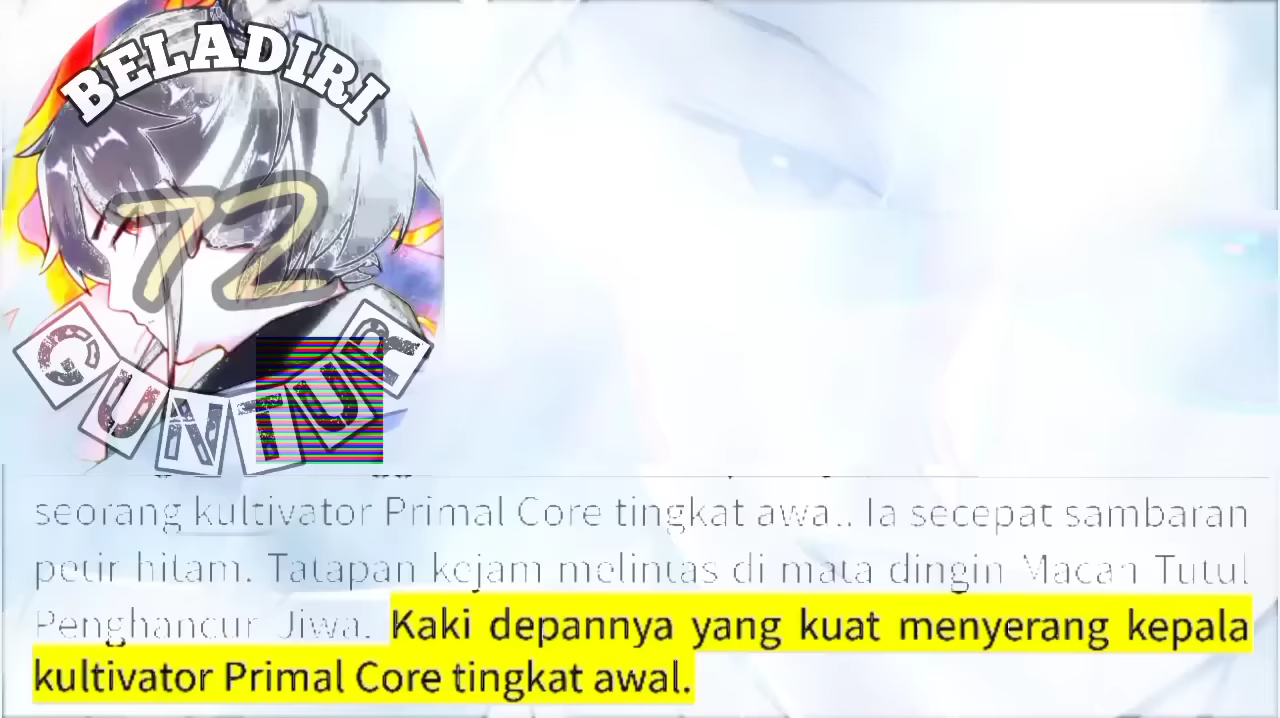 BELADIRI
72
GUNTUR
seorang kultivator Primal Core tingkat awal. Ia secepat sambaran
petir hitam. Tatapan kejam melintas di mata dingin Macan Tutul
Penghancur Jiwa. Kaki depannya yang kuat menyerang kepala
kultivator Primal Core tingkat awal.